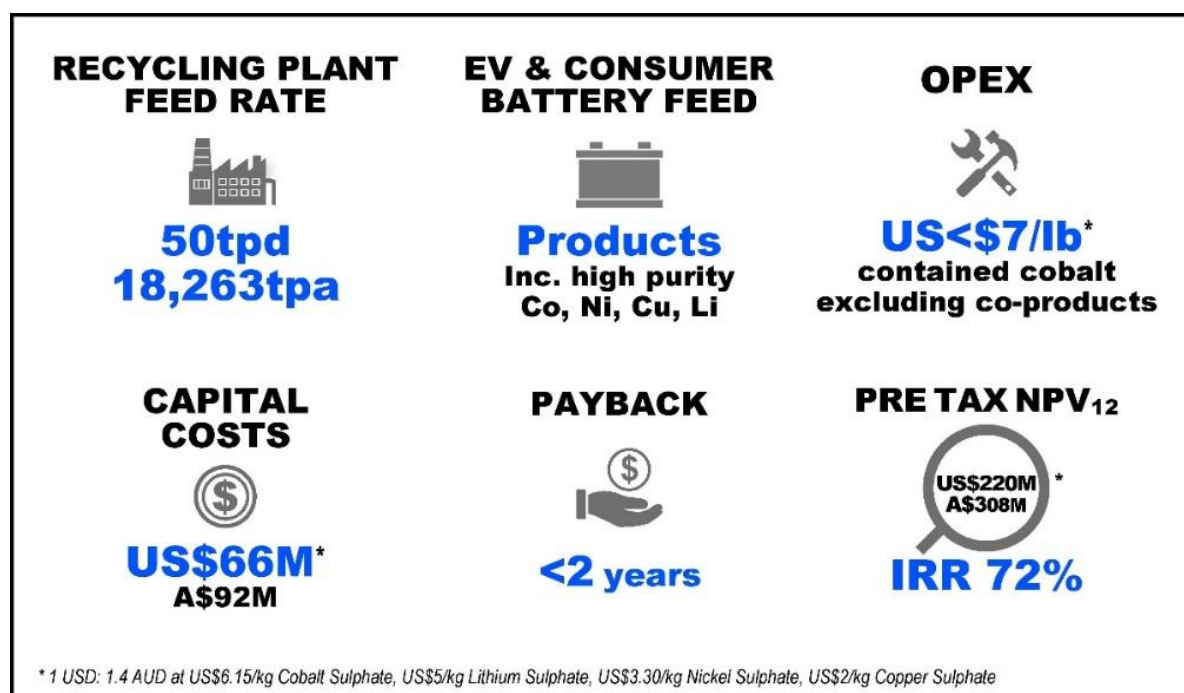 RECYCLING PLANT
FEED RATE
50tpd
18,263tpa
EV & CONSUMER
BATTERY FEED
Products
Inc. high purity
Co, Ni, Cu, Li
OPEX
US<$7/lb*
contained cobalt
excluding co-products
CAPITAL
COSTS
$
US$66M*
A$92M
PAYBACK
$
<2 years
PRE TAX NPV₁₂
US$220M *
A$308M
IRR 72%
* 1 USD: 1.4 AUD at US$6.15/kg Cobalt Sulphate, US$5/kg Lithium Sulphate, US$3.30/kg Nickel Sulphate, US$2/kg Copper Sulphate